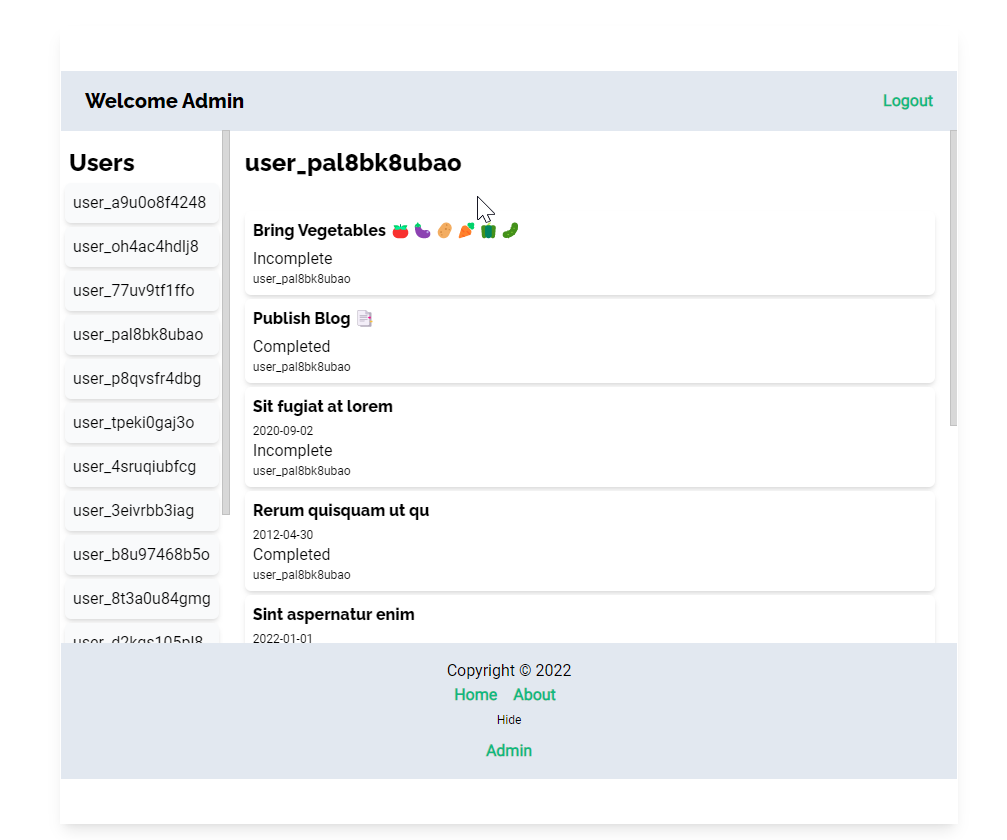 Welcome Admin
Logout
Users
user_a9u0o8f4248
user_oh4ac4hdlj8
user_77uv9tf1ffo
user_pal8bk8ubao
user_p8qvsfr4dbg
user_tpeki0gaj3o
user_4sruqiubfcg
user_3eivrbb3iag
user_b8u97468b5o
user_8t3a0u84gmg
user_d2kgs105pl8
user_pal8bk8ubao
Bring Vegetables 🍅 🍆 🥔 🥕 🫑 🥒
Incomplete
user_pal8bk8ubao
Publish Blog 📑
Completed
user_pal8bk8ubao
Sit fugiat at lorem
2020-09-02
Incomplete
user_pal8bk8ubao
Rerum quisquam ut qu
2012-04-30
Completed
user_pal8bk8ubao
Sint aspernatur enim
2022-01-01
Copyright © 2022
Home About
Hide
Admin